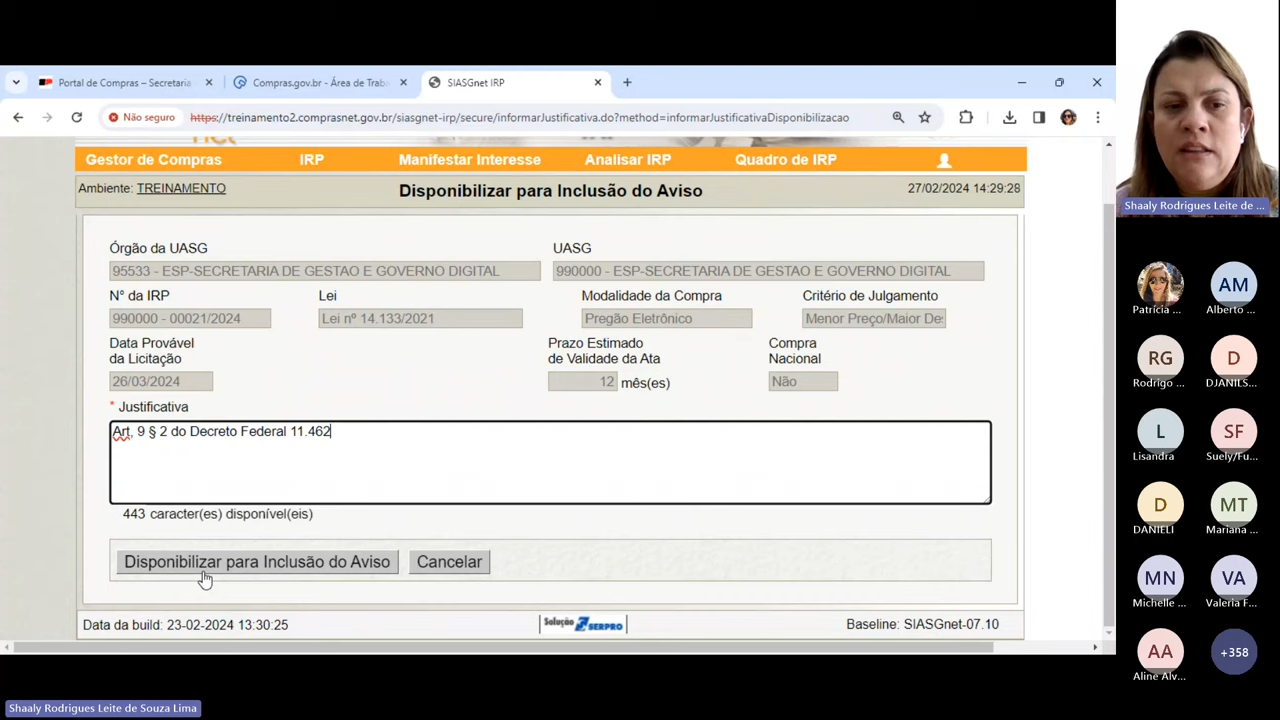 Portal de Compras – Secretaria
Compras.gov.br - Área de Traba
SIASGnet IRP
Não seguro
https://treinamento2.comprasnet.gov.br/siasgnet-irp/secure/informarJustificativa.do?method=informarJustificativaDisponibilizacao
Gestor de Compras
IRP
Manifestar Interesse
Analisar IRP
Quadro de IRP
Ambiente: TREINAMENTO
Disponibilizar para Inclusão do Aviso
27/02/2024 14:29:28
Órgão da UASG
UASG
95533 - ESP-SECRETARIA DE GESTAO E GOVERNO DIGITAL
990000 - ESP-SECRETARIA DE GESTAO E GOVERNO DIGITAL
N° da IRP
Lei
Modalidade da Compra
Critério de Julgamento
990000 - 00021/2024
Lei nº 14.133/2021
Pregão Eletrônico
Menor Preço/Maior De
Data Provável
da Licitação
Prazo Estimado
de Validade da Ata
Compra
Nacional
26/03/2024
12 mês(es)
Não
* Justificativa
Art, 9 § 2 do Decreto Federal 11.462
443 caracter(es) disponível(eis)
Disponibilizar para Inclusão do Aviso
Cancelar
Data da build: 23-02-2024 13:30:25
Solução SERPRO
Baseline: SIASGnet-07.10
Shaaly Rodrigues Leite de ...
Patrícia ...
AM
Alberto ...
RG
Rodrigo ...
D
DJANILS...
L
Lisandra
SF
Suely/Fu...
D
DANIELI
MT
Mariana ...
MN
Michelle ...
VA
Valeria F...
AA
Aline Alv...
+358
Shaaly Rodrigues Leite de Souza Lima